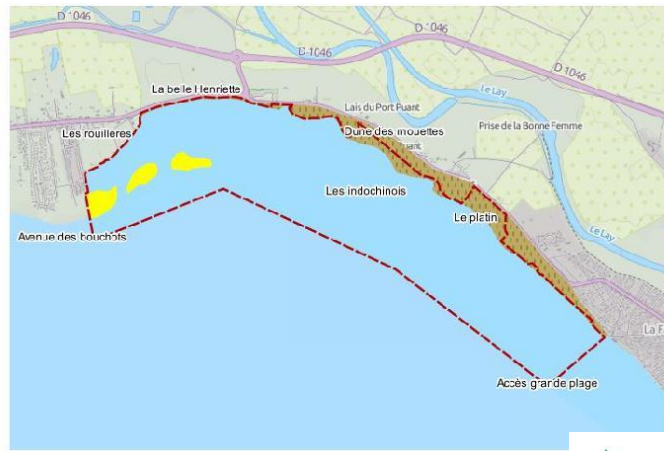 D 1046
D 1046
D 1046
La belle Henriette
Le Lay
Lais du Port Puant
Les rouillères
Dune des mouettes
Prise de la Bonne Femme
Les indochinois
Le platin
Le Lay
Avenue des bouchots
La F
Accès grande plage